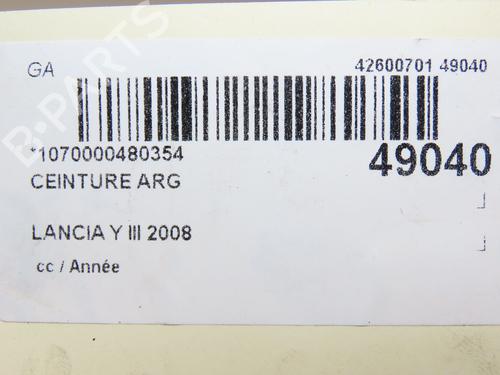 GA
42600701 49040
*1070000480354
49040
CEINTURE ARG
LANCIA Y III 2008
cc / Année
B-PARTS